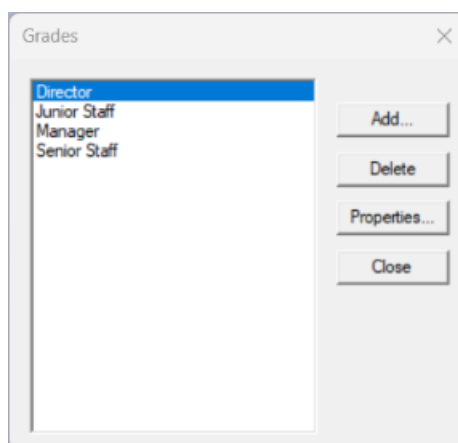 Grades
Director
Junior Staff
Manager
Senior Staff
Add...
Delete
Properties...
Close